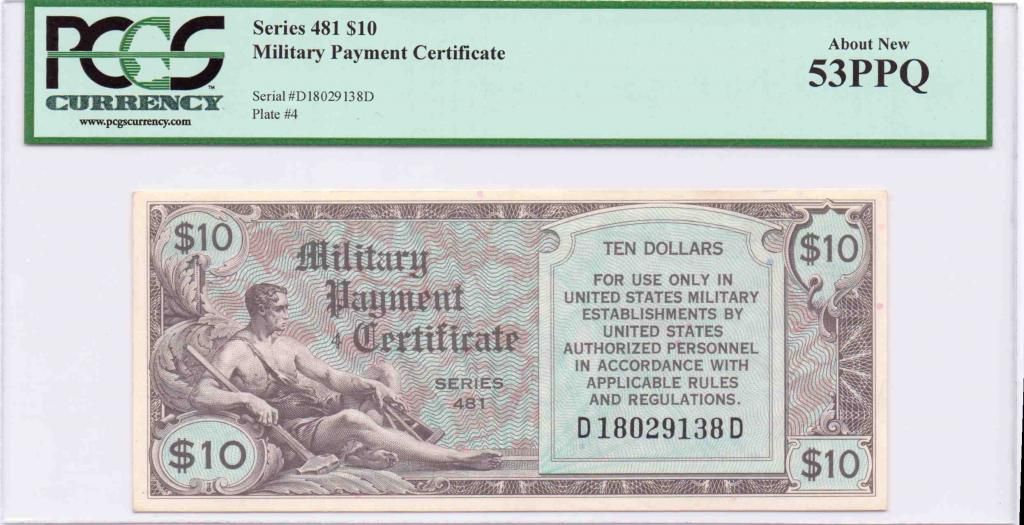 PCGS
CURRENCY
www.pcgscurrency.com
Series 481 $10
Military Payment Certificate
Serial #D18029138D
Plate #4
About New
53PPQ
$10
Military
Payment
4 Certificate
SERIES
481
$10
TEN DOLLARS
FOR USE ONLY IN
UNITED STATES MILITARY
ESTABLISHMENTS BY
UNITED STATES
AUTHORIZED PERSONNEL
IN ACCORDANCE WITH
APPLICABLE RULES
AND REGULATIONS.
D18029138D
$10
$10